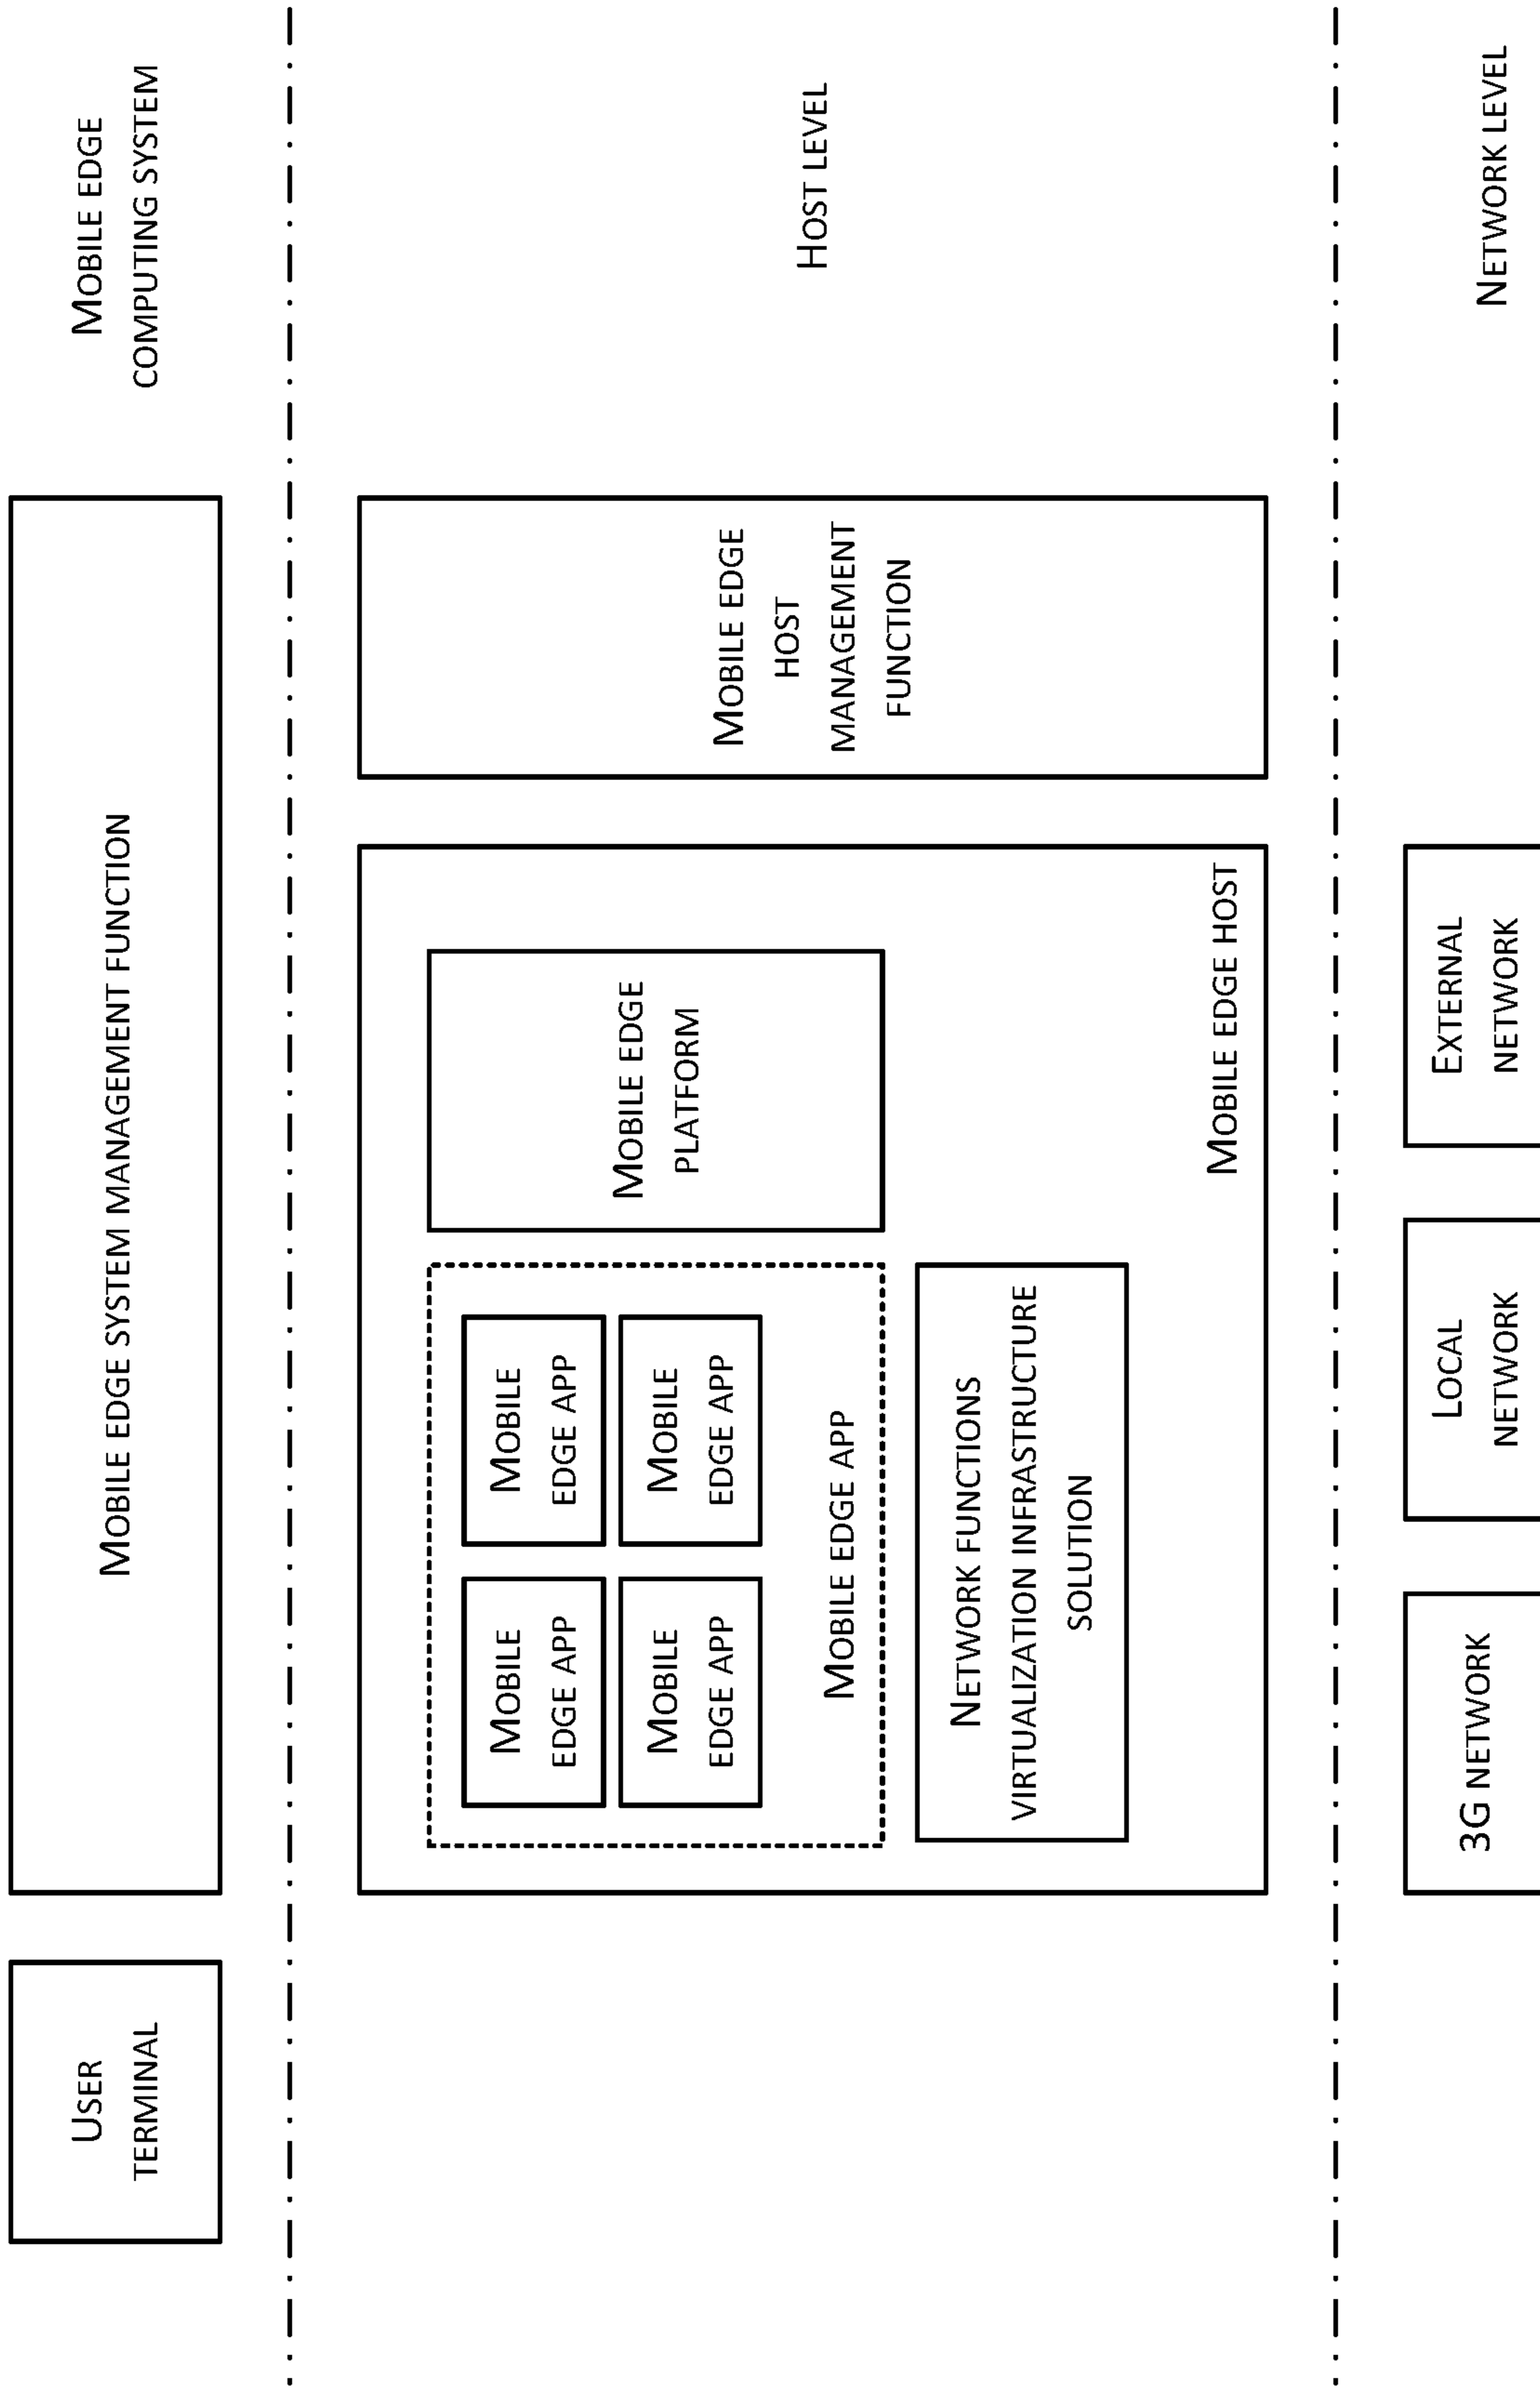 USER
TERMINAL
MOBILE EDGE SYSTEM MANAGEMENT FUNCTION
MOBILE EDGE
COMPUTING SYSTEM
MOBILE
EDGE APP
MOBILE
EDGE APP
MOBILE
EDGE APP
MOBILE
EDGE APP
MOBILE EDGE APP
MOBILE EDGE
PLATFORM
NETWORK FUNCTIONS
VIRTUALIZATION INFRASTRUCTURE
SOLUTION
MOBILE EDGE HOST
MOBILE EDGE
HOST
MANAGEMENT
FUNCTION
HOST LEVEL
3G NETWORK
LOCAL
NETWORK
EXTERNAL
NETWORK
NETWORK LEVEL